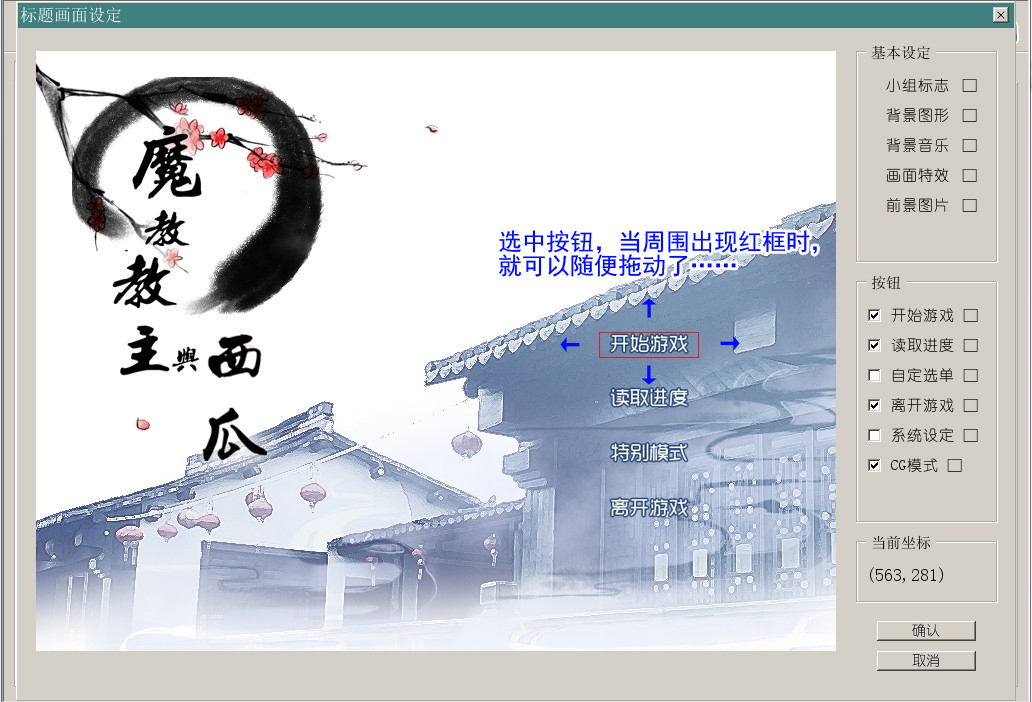 标题画面设定
魔
教
教
主與西
瓜
选中按钮，当周围出现红框时，
就可以随便拖动了……
开始游戏
读取进度
特别模式
离开游戏
基本设定
小组标志
背景图形
背景音乐
画面特效
前景图片
按钮
开始游戏
读取进度
自定选单
离开游戏
系统设定
CG模式
当前坐标
(563,281)
确认
取消